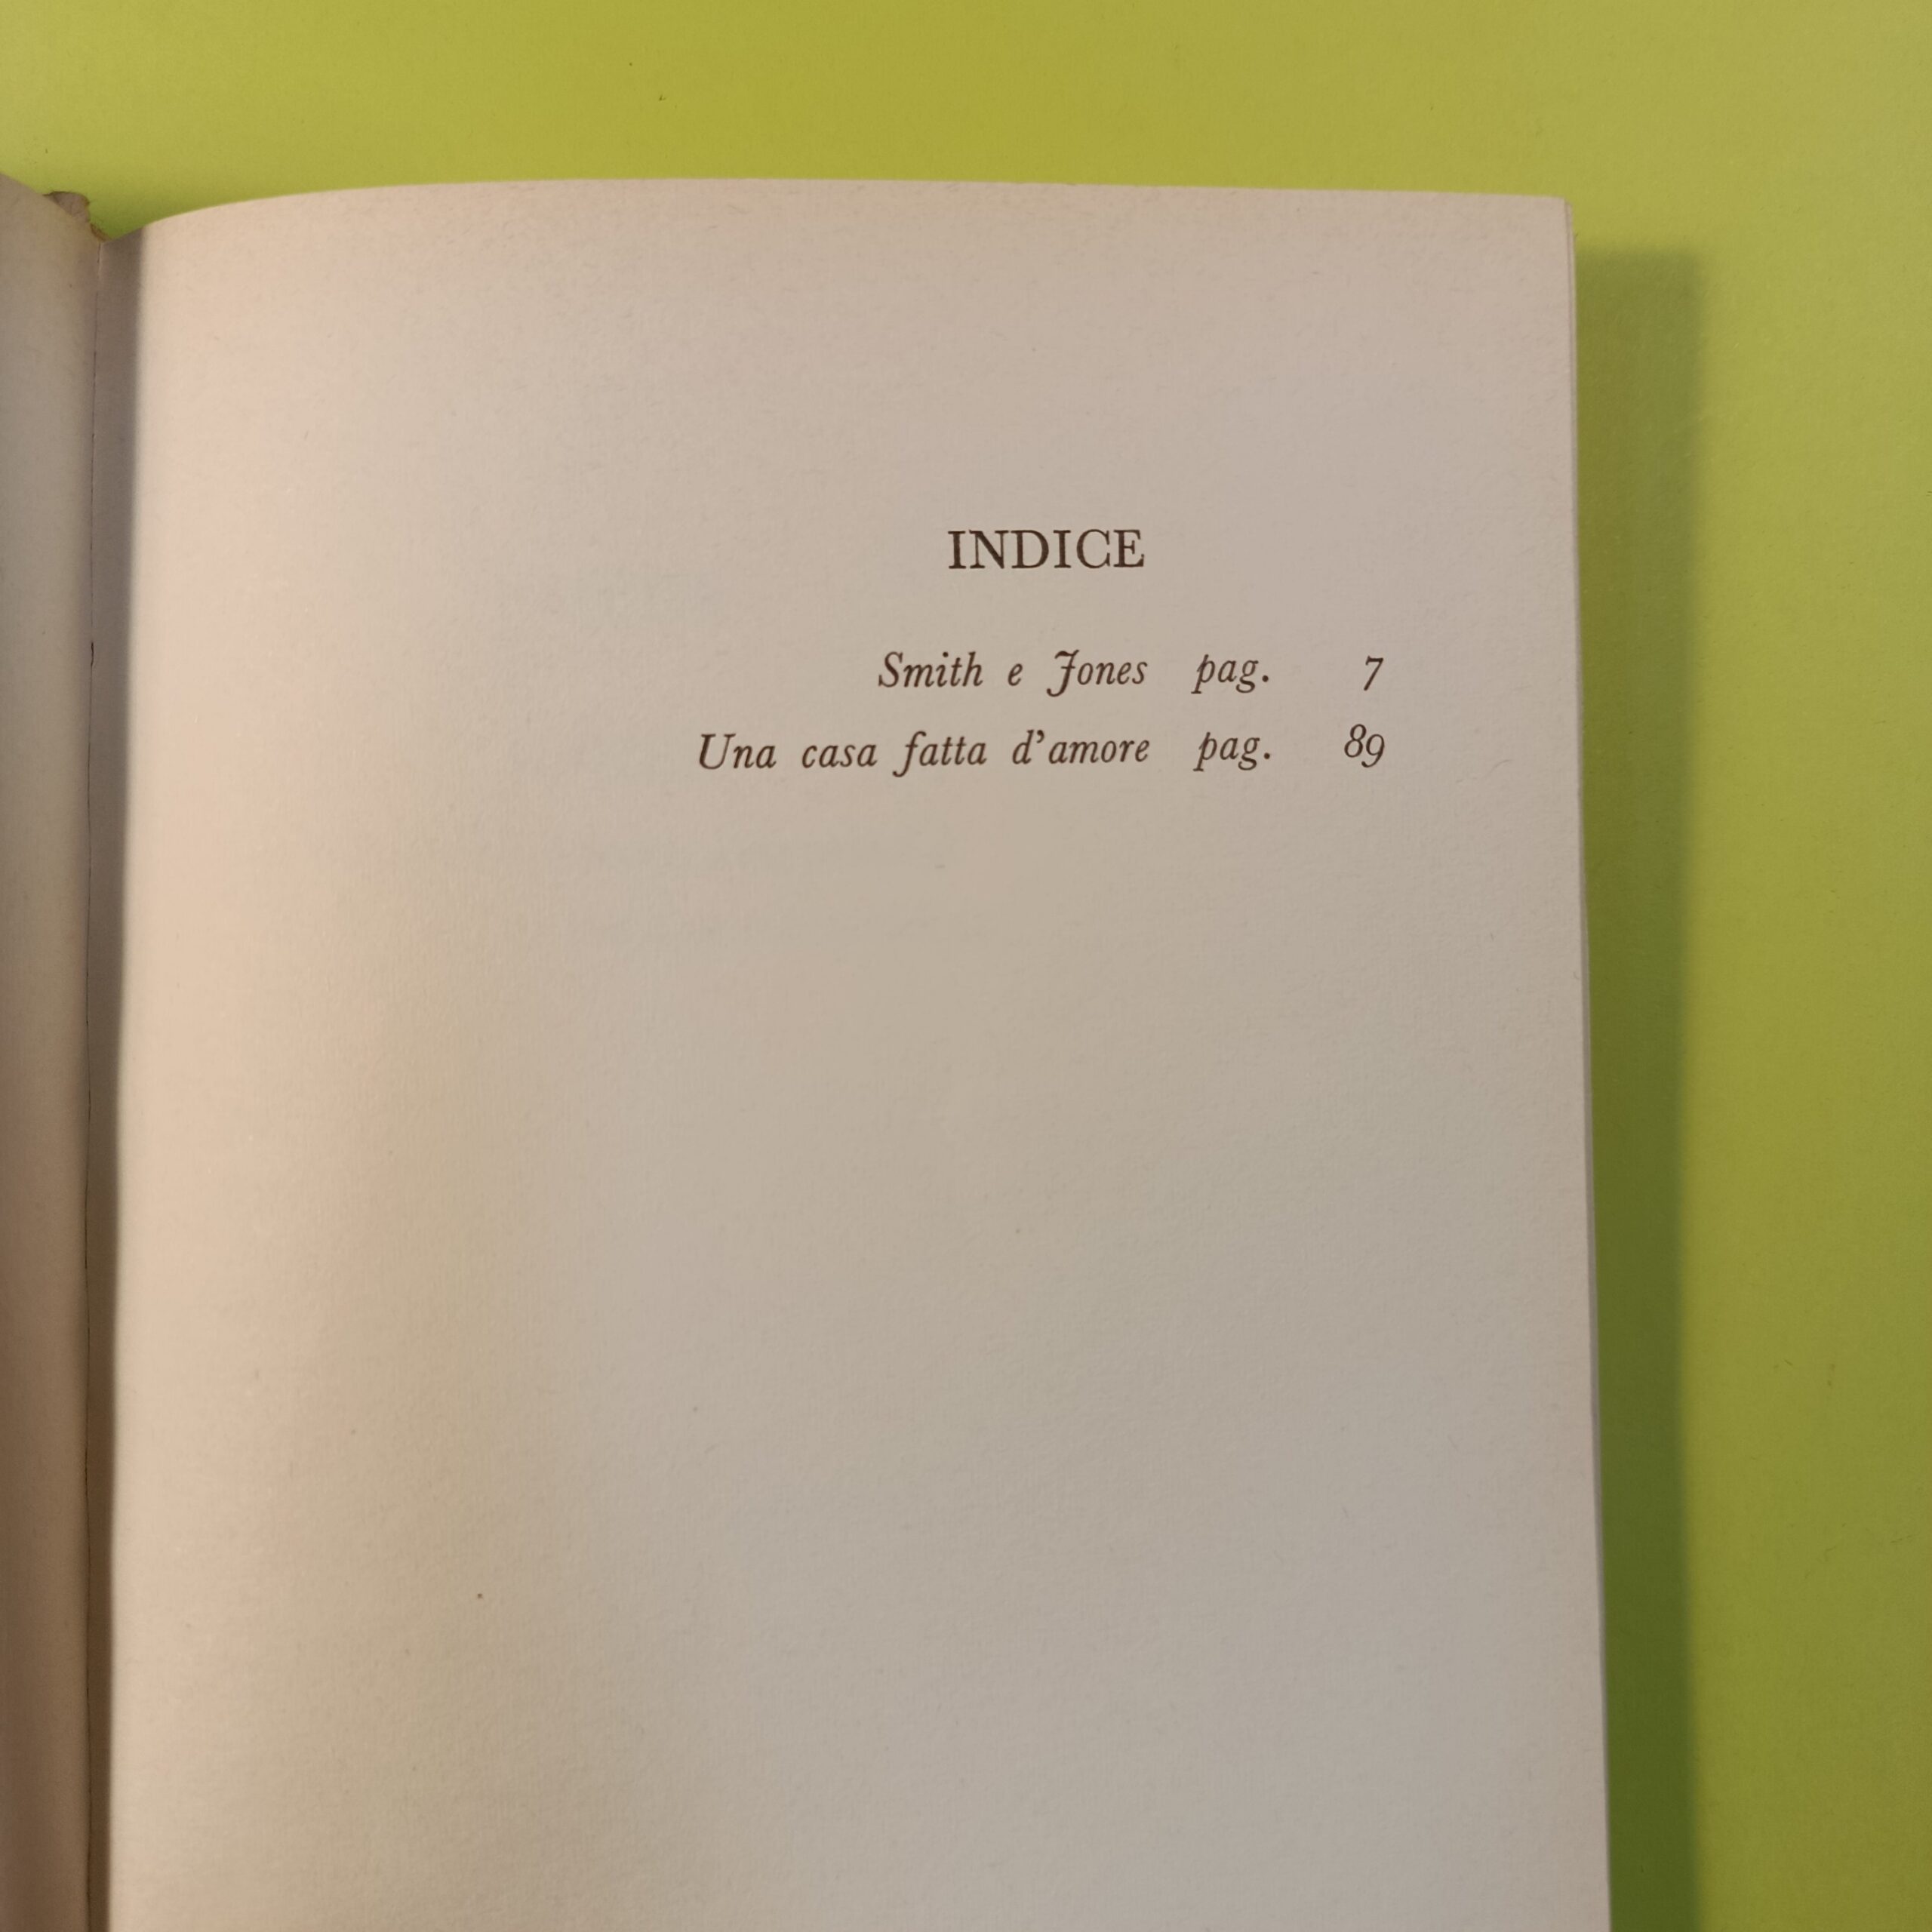 INDICE
Smith e Jones pag. 7
Una casa fatta d’amore pag. 89